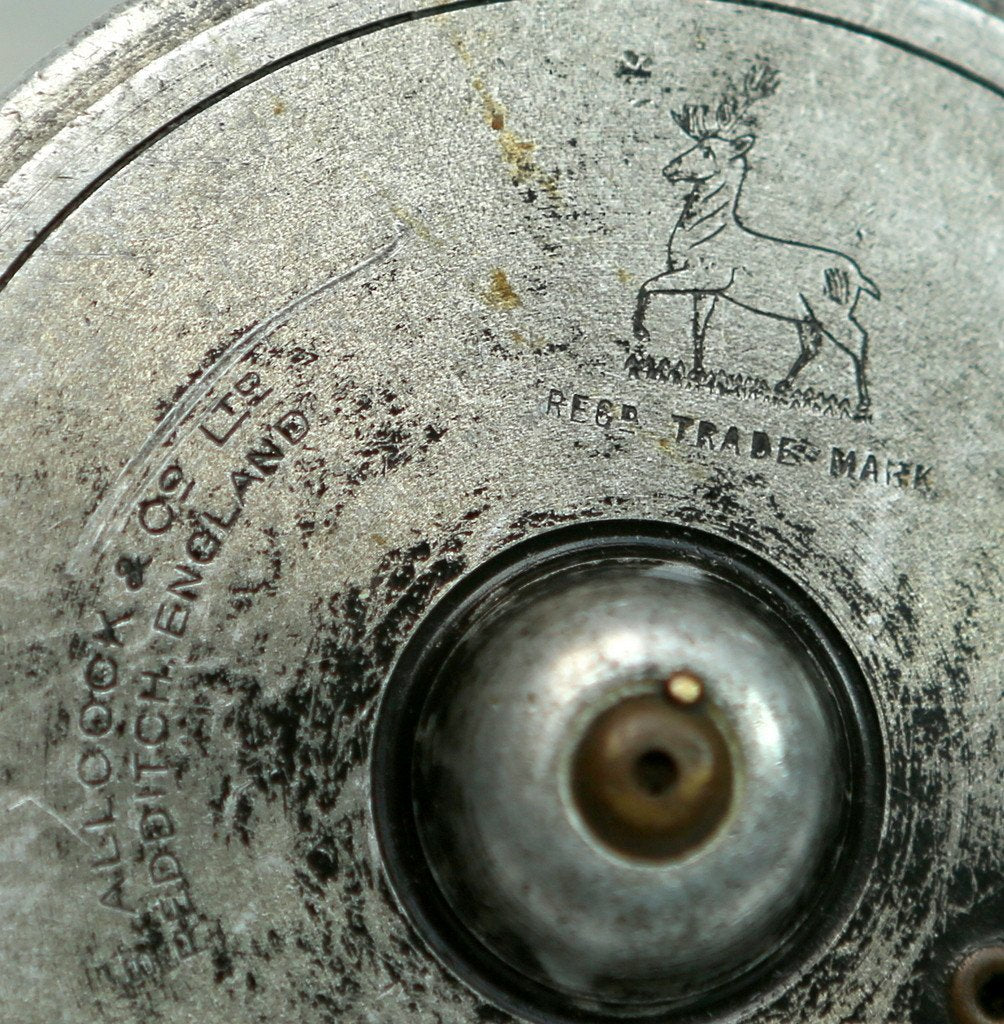 ALLCOCK & Co LTD
REDDITCH. ENGLAND
REGD TRADE MARK